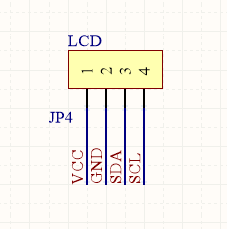 LCD
1 2 3 4
JP4
VCC GND SDA SCL